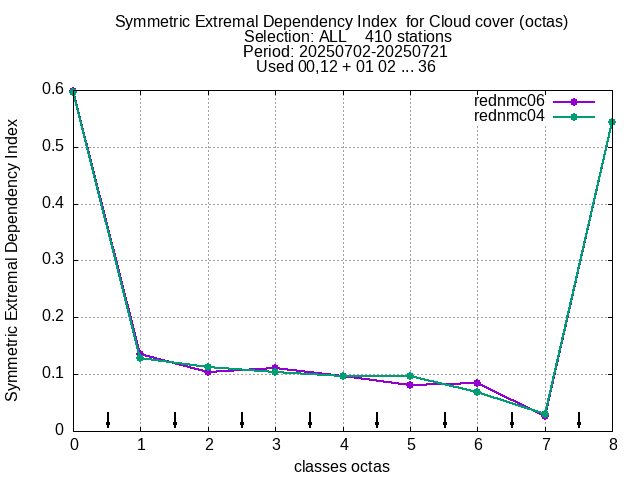 Symmetric Extremal Dependency Index  for Cloud cover (octas)
Selection: ALL    410 stations
Period: 20250702-20250721
Used 00,12 + 01 02 ... 36
rednmc06
rednmc04
Symmetric Extremal Dependency Index
0.6
0.5
0.4
0.3
0.2
0.1
0
0 1 2 3 4 5 6 7 8
classes octas